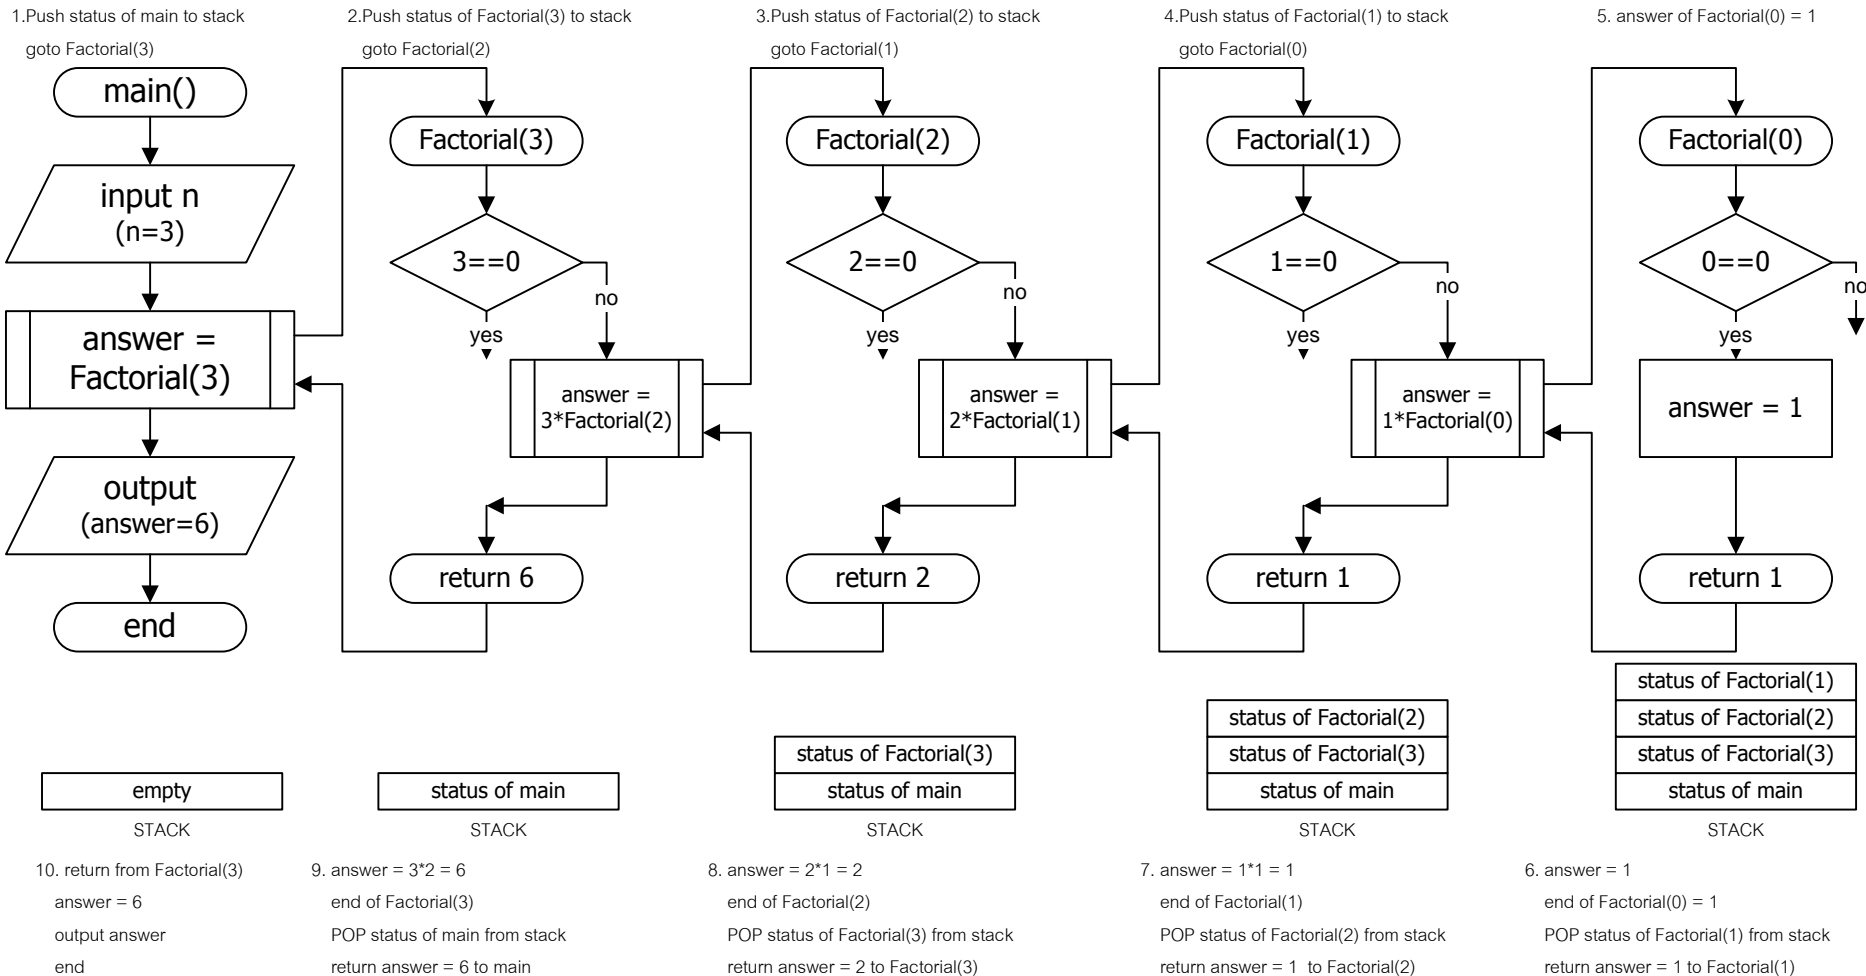 1.Push status of main to stack
goto Factorial(3)
2.Push status of Factorial(3) to stack
goto Factorial(2)
3.Push status of Factorial(2) to stack
goto Factorial(1)
4.Push status of Factorial(1) to stack
goto Factorial(0)
5. answer of Factorial(0) = 1
main()
input n
(n=3)
answer =
Factorial(3)
output
(answer=6)
end
Factorial(3)
3==0
no
yes
answer =
3*Factorial(2)
return 6
Factorial(2)
2==0
no
yes
answer =
2*Factorial(1)
return 2
Factorial(1)
1==0
no
yes
answer =
1*Factorial(0)
return 1
Factorial(0)
0==0
no
yes
answer = 1
return 1
empty
STACK
status of main
STACK
status of Factorial(3)
status of main
STACK
status of Factorial(2)
status of Factorial(3)
status of main
STACK
status of Factorial(1)
status of Factorial(2)
status of Factorial(3)
status of main
STACK
10. return from Factorial(3)
answer = 6
output answer
end
9. answer = 3*2 = 6
end of Factorial(3)
POP status of main from stack
return answer = 6 to main
8. answer = 2*1 = 2
end of Factorial(2)
POP status of Factorial(3) from stack
return answer = 2 to Factorial(3)
7. answer = 1*1 = 1
end of Factorial(1)
POP status of Factorial(2) from stack
return answer = 1 to Factorial(2)
6. answer = 1
end of Factorial(0) = 1
POP status of Factorial(1) from stack
return answer = 1 to Factorial(1)